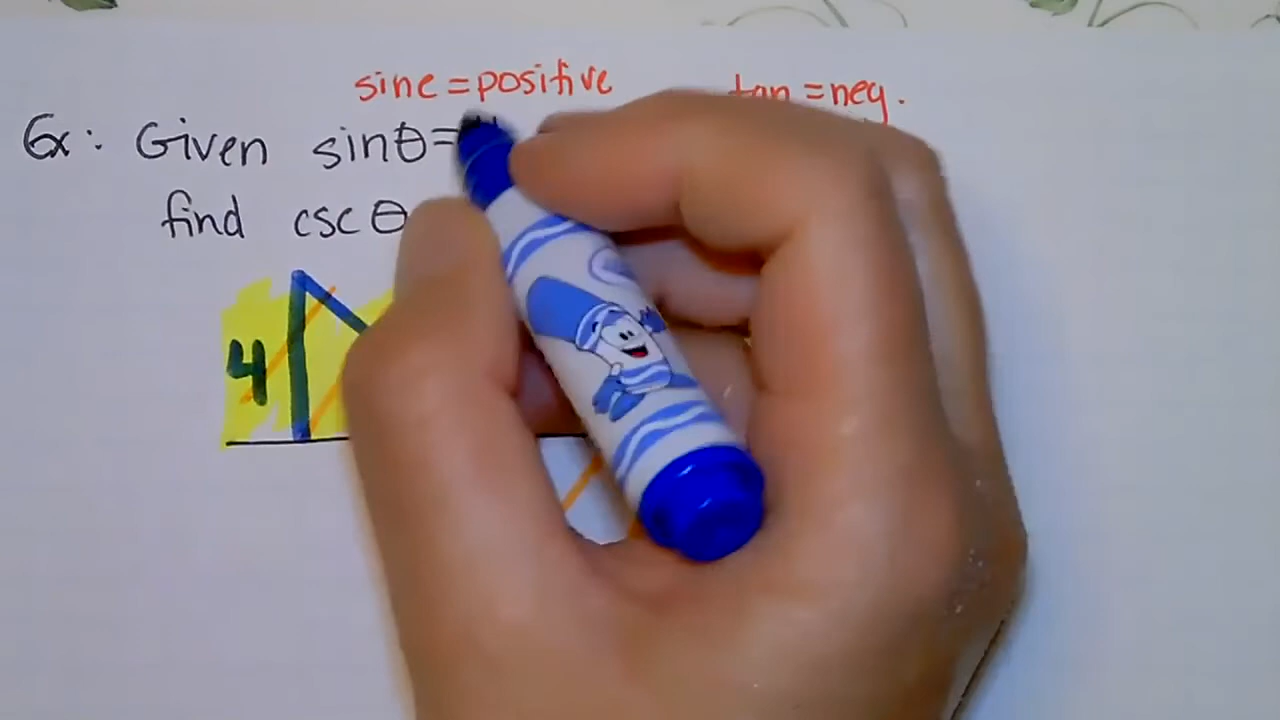 sine = positive tan = neg.
Ex: Given sinθ=
find cscθ
4